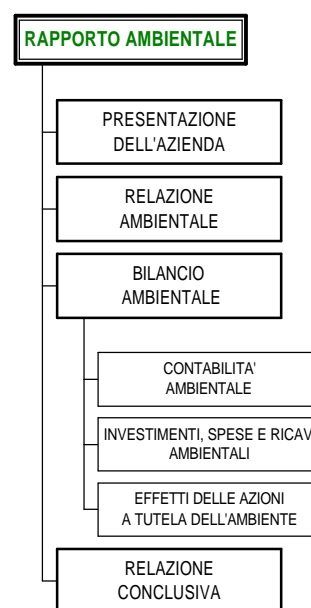 RAPPORTO AMBIENTALE
PRESENTAZIONE
DELL'AZIENDA
RELAZIONE
AMBIENTALE
BILANCIO
AMBIENTALE
CONTABILITA'
AMBIENTALE
INVESTIMENTI, SPESE E RICAV
AMBIENTALI
EFFETTI DELLE AZIONI
A TUTELA DELL'AMBIENTE
RELAZIONE
CONCLUSIVA